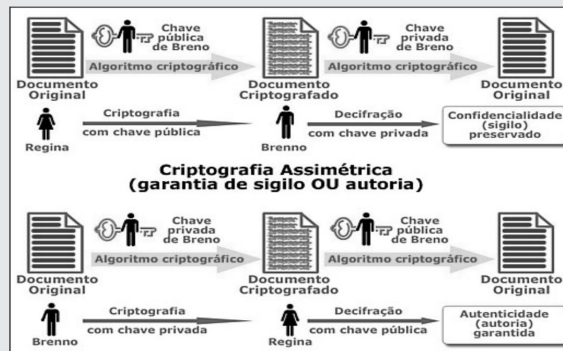 Chave
pública
de Breno
Chave
privada
de Breno
Algoritmo criptográfico
Algoritmo criptográfico
Documento
Original
Documento
Criptografado
Documento
Original
Criptografia
com chave pública
Decifração
com chave privada
Confidencialidade
(sigilo)
preservado
Regina
Brenno
Criptografia Assimétrica
(garantia de sigilo OU autoria)
Chave
privada
de Breno
Chave
pública
de Breno
Algoritmo criptográfico
Algoritmo criptográfico
Documento
Original
Documento
Criptografado
Documento
Original
Criptografia
com chave privada
Decifração
com chave pública
Autenticidade
(autoria)
garantida
Brenno
Regina